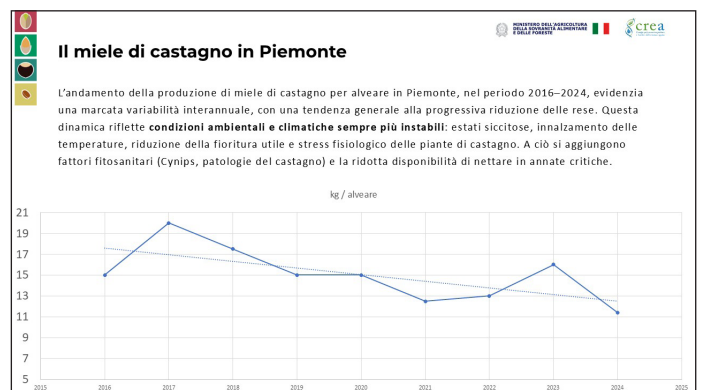 MINISTERO DELL'AGRICOLTURA
DELLA SOVRANITÀ ALIMENTARE
E DELLE FORESTE
crea
Il miele di castagno in Piemonte
L'andamento della produzione di miele di castagno per alveare in Piemonte, nel periodo 2016–2024, evidenzia
una marcata variabilità interannuale, con una tendenza generale alla progressiva riduzione delle rese. Questa
dinamica riflette condizioni ambientali e climatiche sempre più instabili: estati siccitose, innalzamento delle
temperature, riduzione della fioritura utile e stress fisiologico delle piante di castagno. A ciò si aggiungono
fattori fitosanitari (Cynips, patologie del castagno) e la ridotta disponibilità di nettare in annate critiche.
kg / alveare
21
19
17
15
13
11
9
7
5
2015 2016 2017 2018 2019 2020 2021 2022 2023 2024 2025